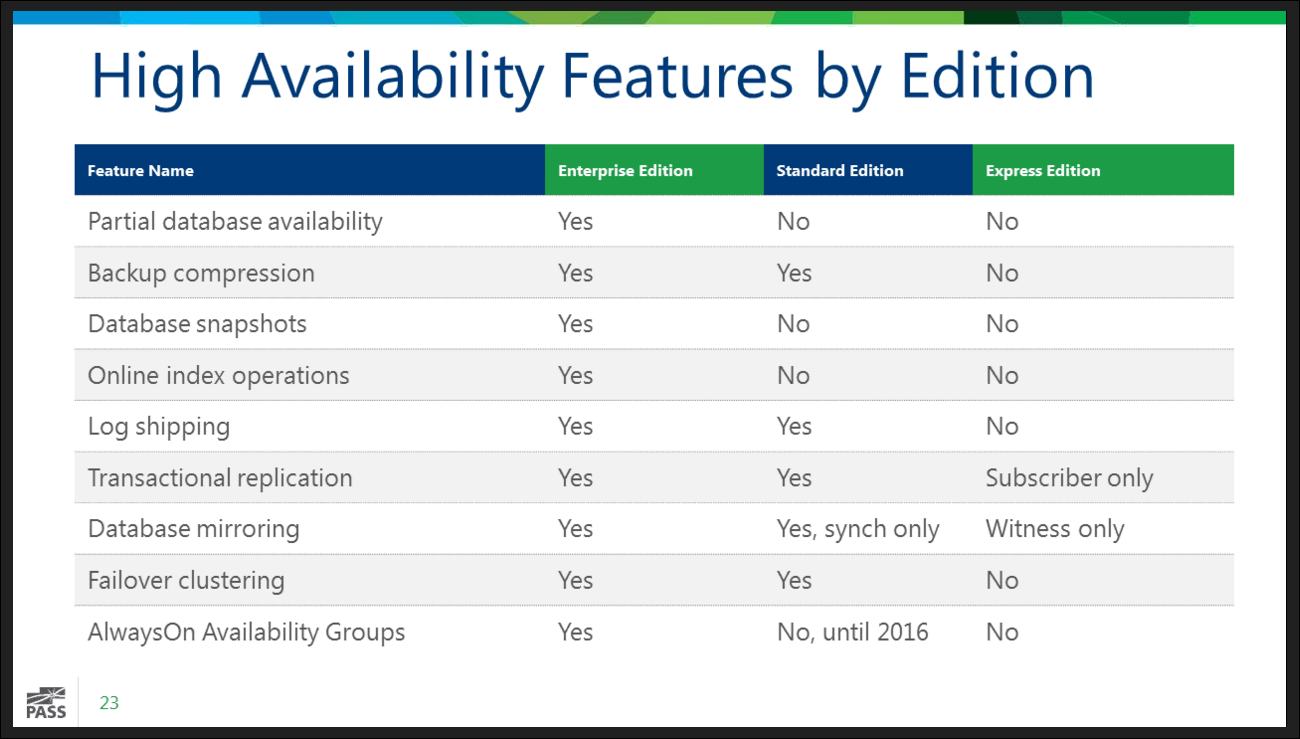 High Availability Features by Edition
Feature Name Enterprise Edition Standard Edition Express Edition
Partial database availability Yes No No
Backup compression Yes Yes No
Database snapshots Yes No No
Online index operations Yes No No
Log shipping Yes Yes No
Transactional replication Yes Yes Subscriber only
Database mirroring Yes Yes, synch only Witness only
Failover clustering Yes Yes No
AlwaysOn Availability Groups Yes No, until 2016 No
PASS 23